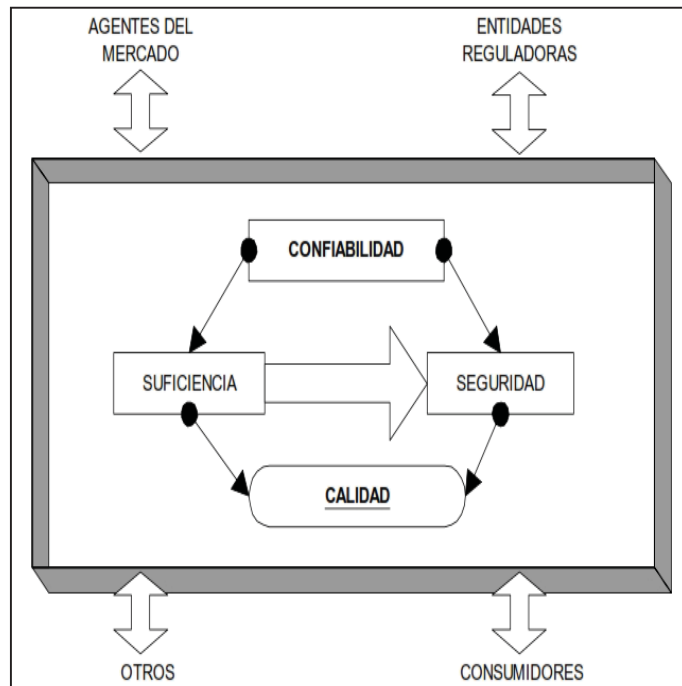 AGENTES DEL
MERCADO
ENTIDADES
REGULADORAS
CONFIABILIDAD
SUFICIENCIA
SEGURIDAD
CALIDAD
OTROS
CONSUMIDORES